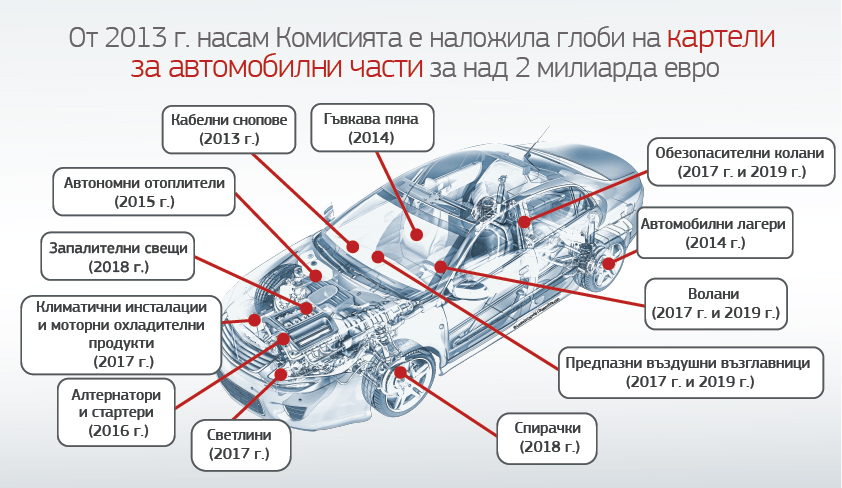 От 2013 г. насам Комисията е наложила глоби на картели
за автомобилни части за над 2 милиарда евро
Кабелни снопове
(2013 г.)
Гъвкава пяна
(2014)
Обезопасителни колани
(2017 г. и 2019 г.)
Автономни отоплители
(2015 г.)
Автомобилни лагери
(2014 г.)
Запалителни свещи
(2018 г.)
Волани
(2017 г. и 2019 г.)
Климатични инсталации
и моторни охладителни
продукти
(2017 г.)
Предпазни въздушни възглавници
(2017 г. и 2019 г.)
Алтернатори
и стартери
(2016 г.)
Светлини
(2017 г.)
Спирачки
(2018 г.)